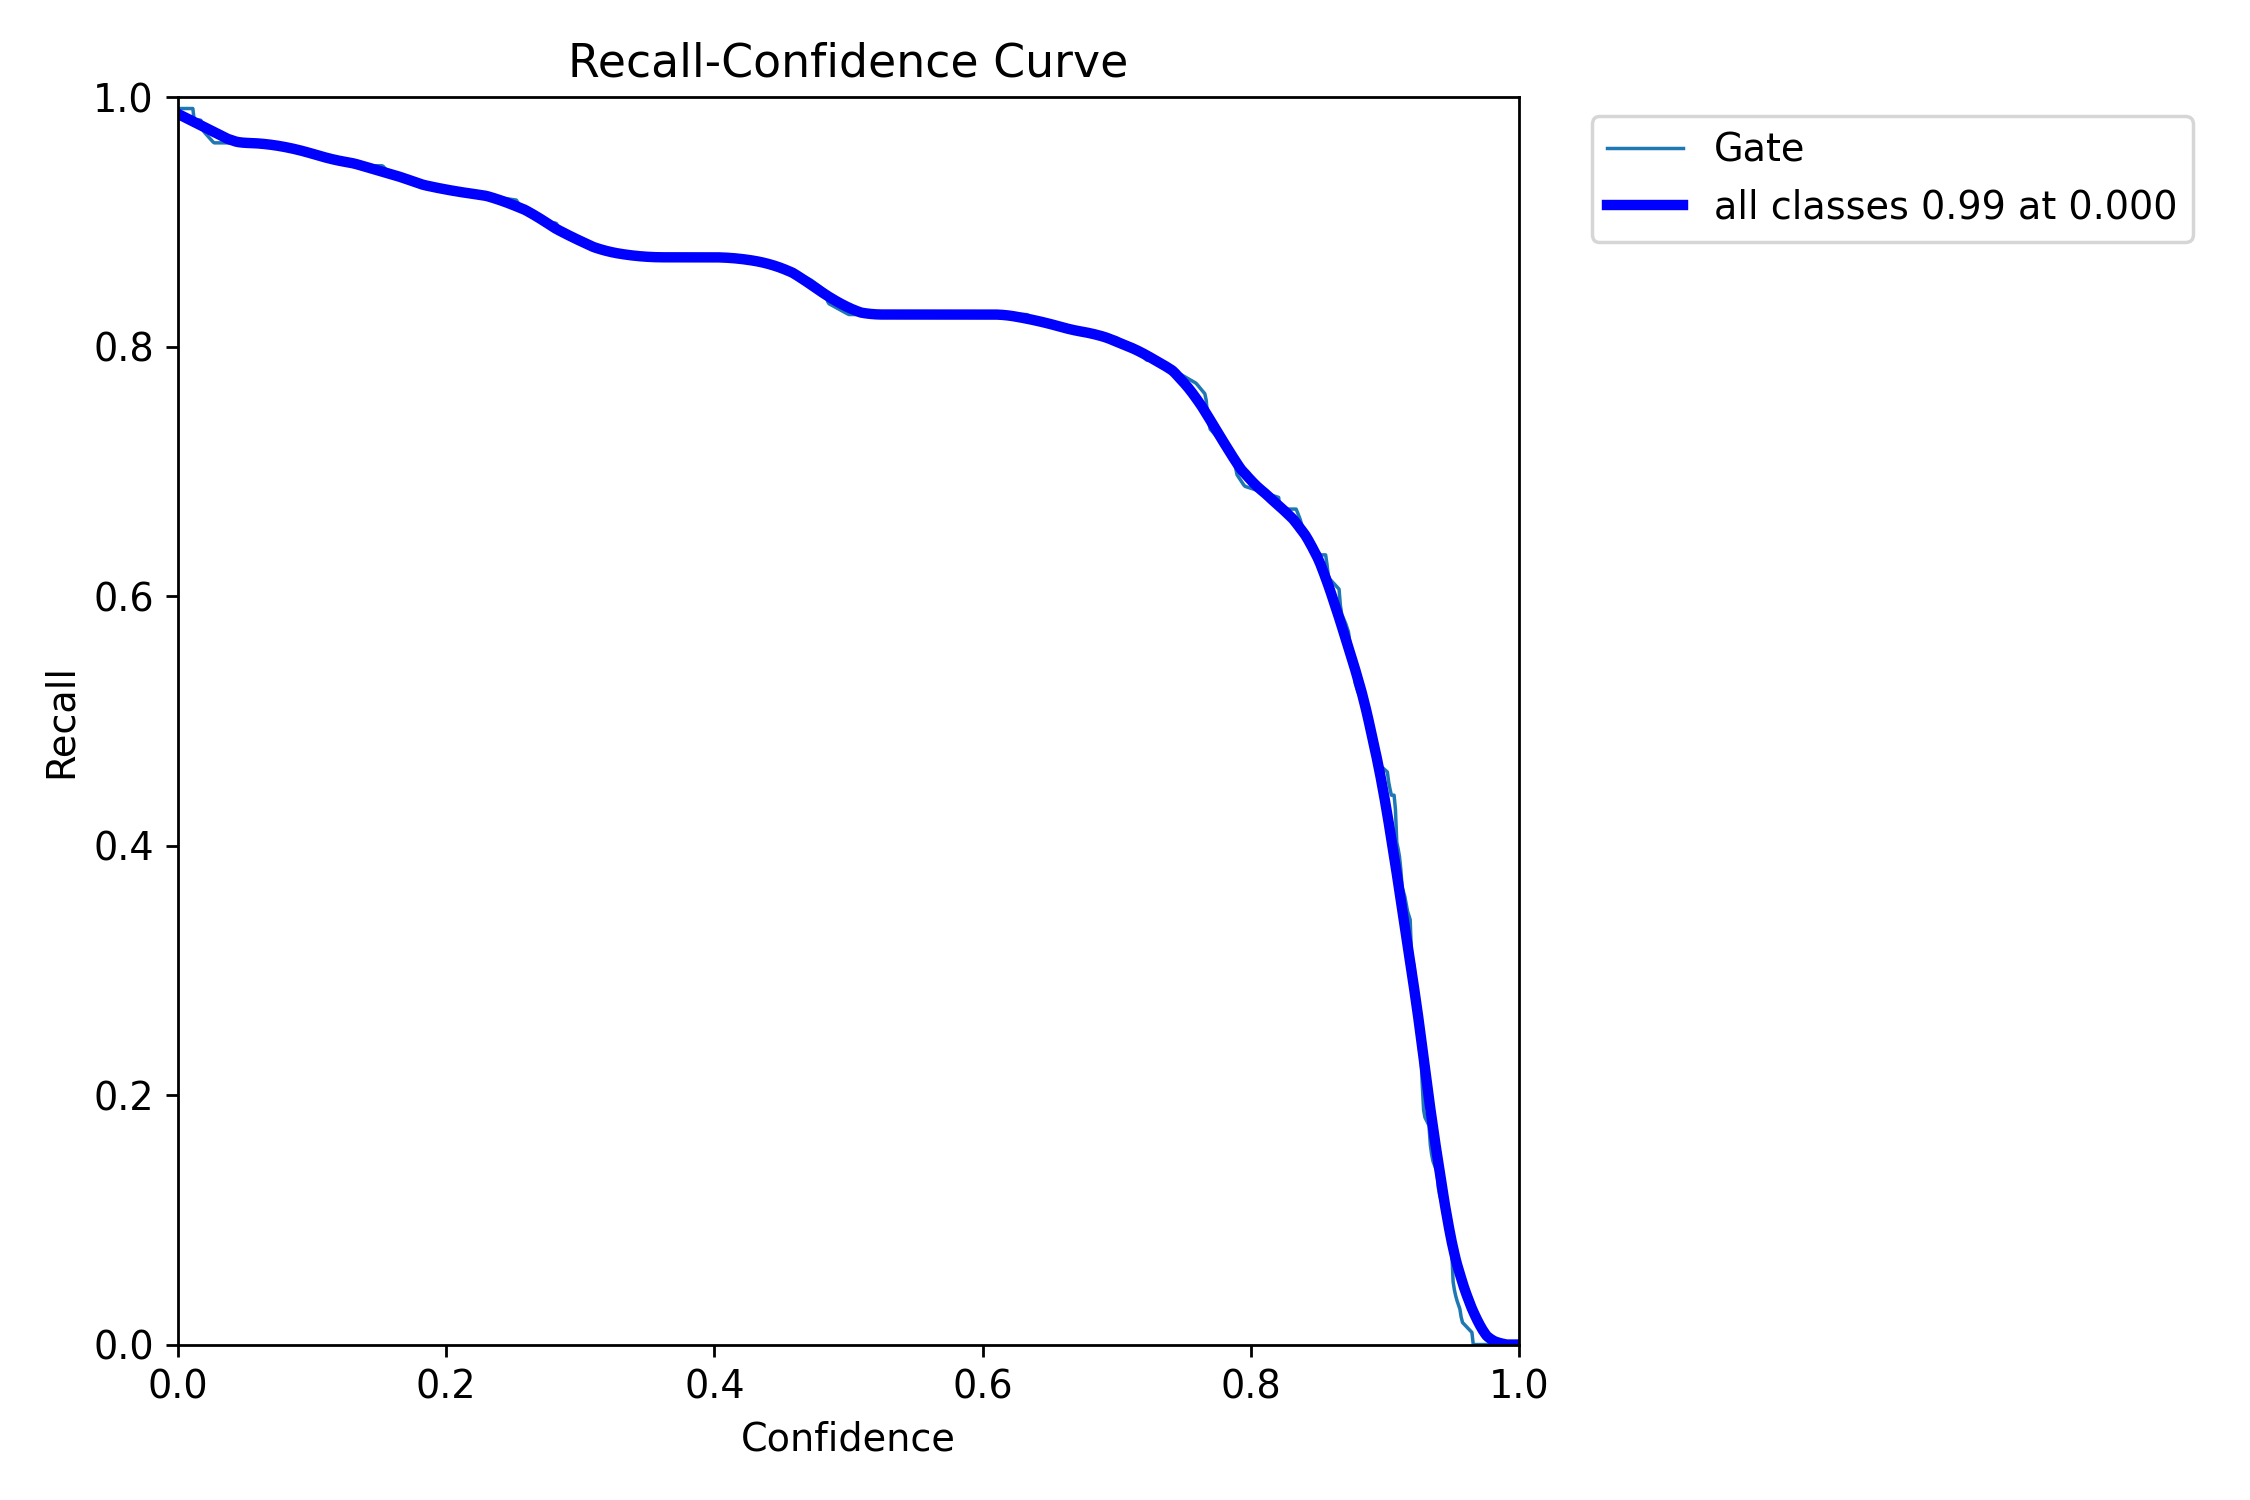 Recall-Confidence Curve
1.0
0.8
0.6
0.4
0.2
0.0
Recall
0.0 0.2 0.4 0.6 0.8 1.0
Confidence
Gate
all classes 0.99 at 0.000